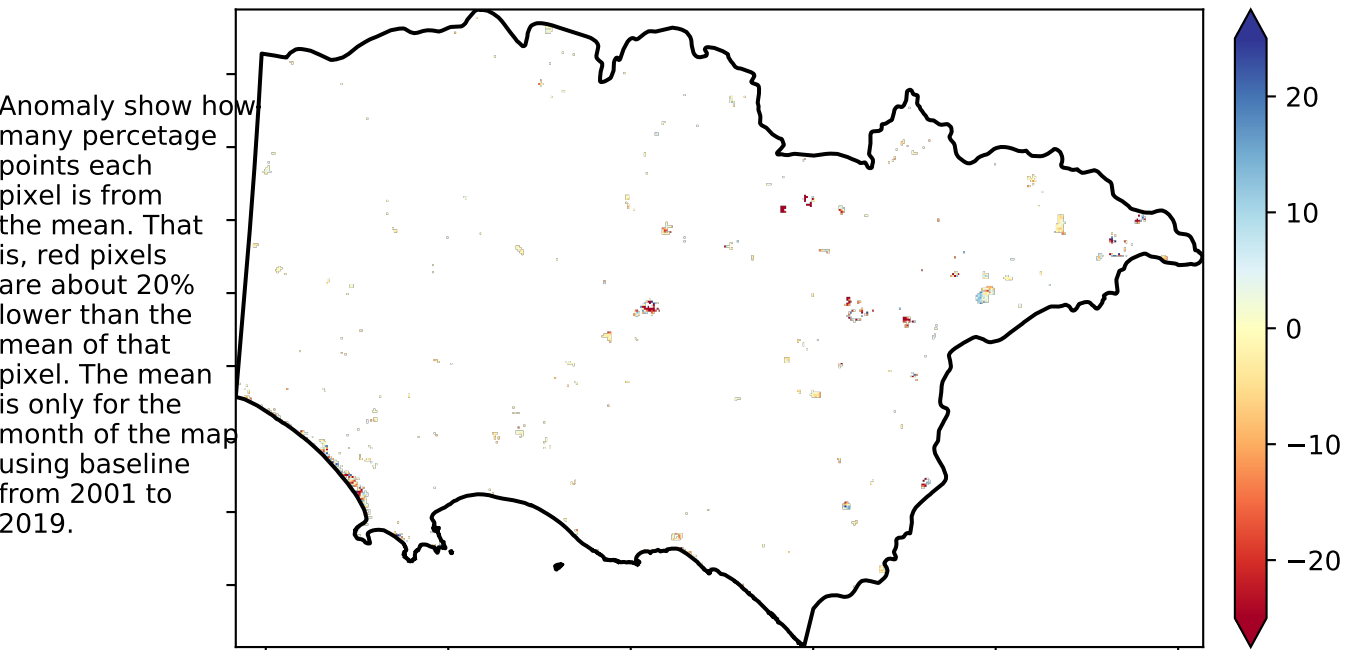 Anomaly show how
many percetage
points each
pixel is from
the mean. That
is, red pixels
are about 20%
lower than the
mean of that
pixel. The mean
is only for the
month of the map
using baseline
from 2001 to
2019.
20
10
0
−10
−20